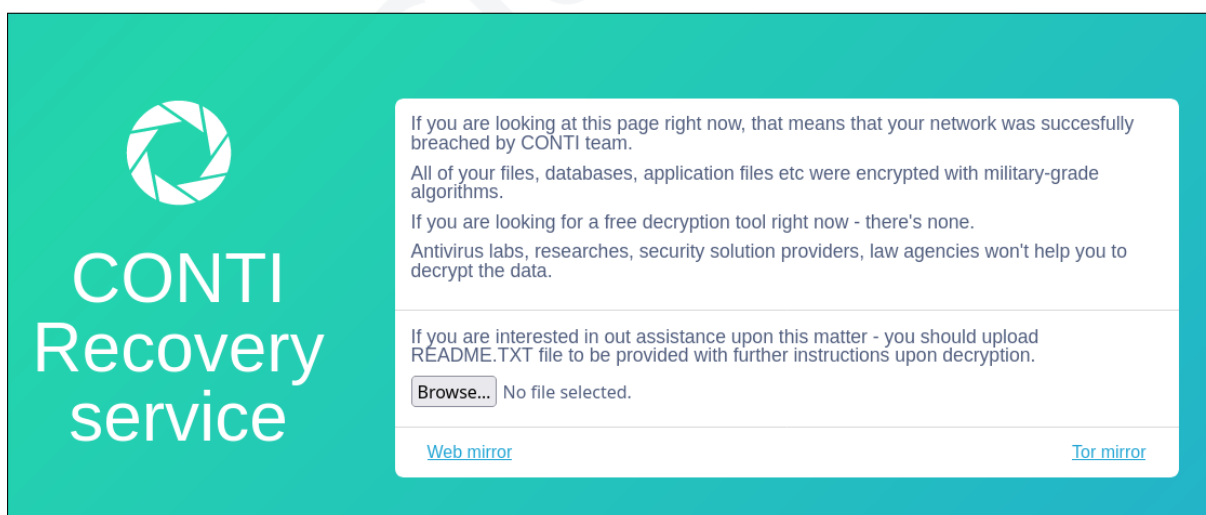 CONTI
Recovery
service
If you are looking at this page right now, that means that your network was succesfully
breached by CONTI team.
All of your files, databases, application files etc were encrypted with military-grade
algorithms.
If you are looking for a free decryption tool right now - there's none.
Antivirus labs, researches, security solution providers, law agencies won't help you to
decrypt the data.
If you are interested in out assistance upon this matter - you should upload
README.TXT file to be provided with further instructions upon decryption.
Browse... No file selected.
Web mirror
Tor mirror